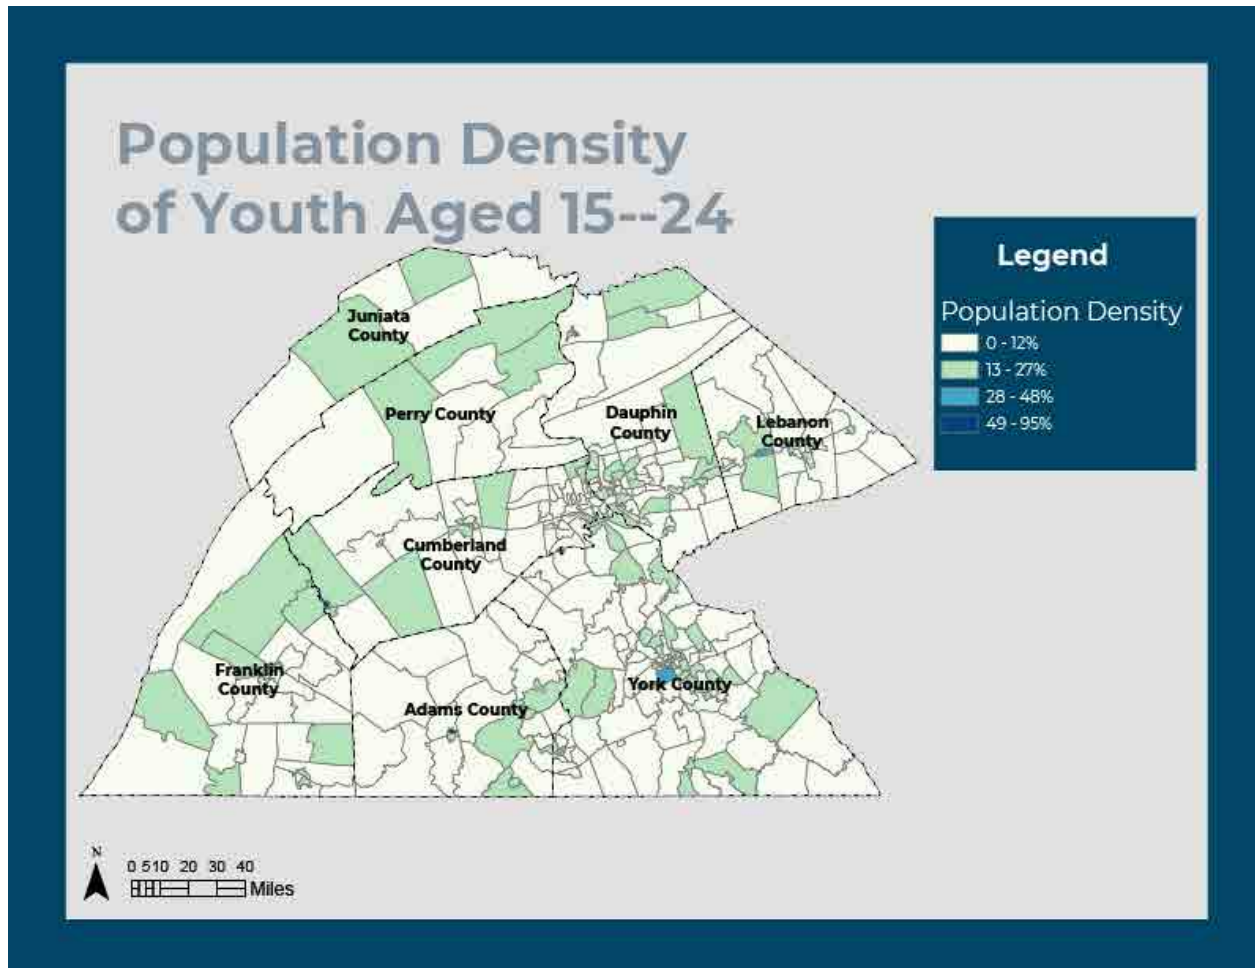 Population Density
of Youth Aged 15--24
Legend
Population Density
0 - 12%
13 - 27%
28 - 48%
49 - 95%
Juniata
County
Perry County
Dauphin
County
Lebanon
County
Cumberland
County
Franklin
County
Adams County
York County
N
0 510 20 30 40
Miles